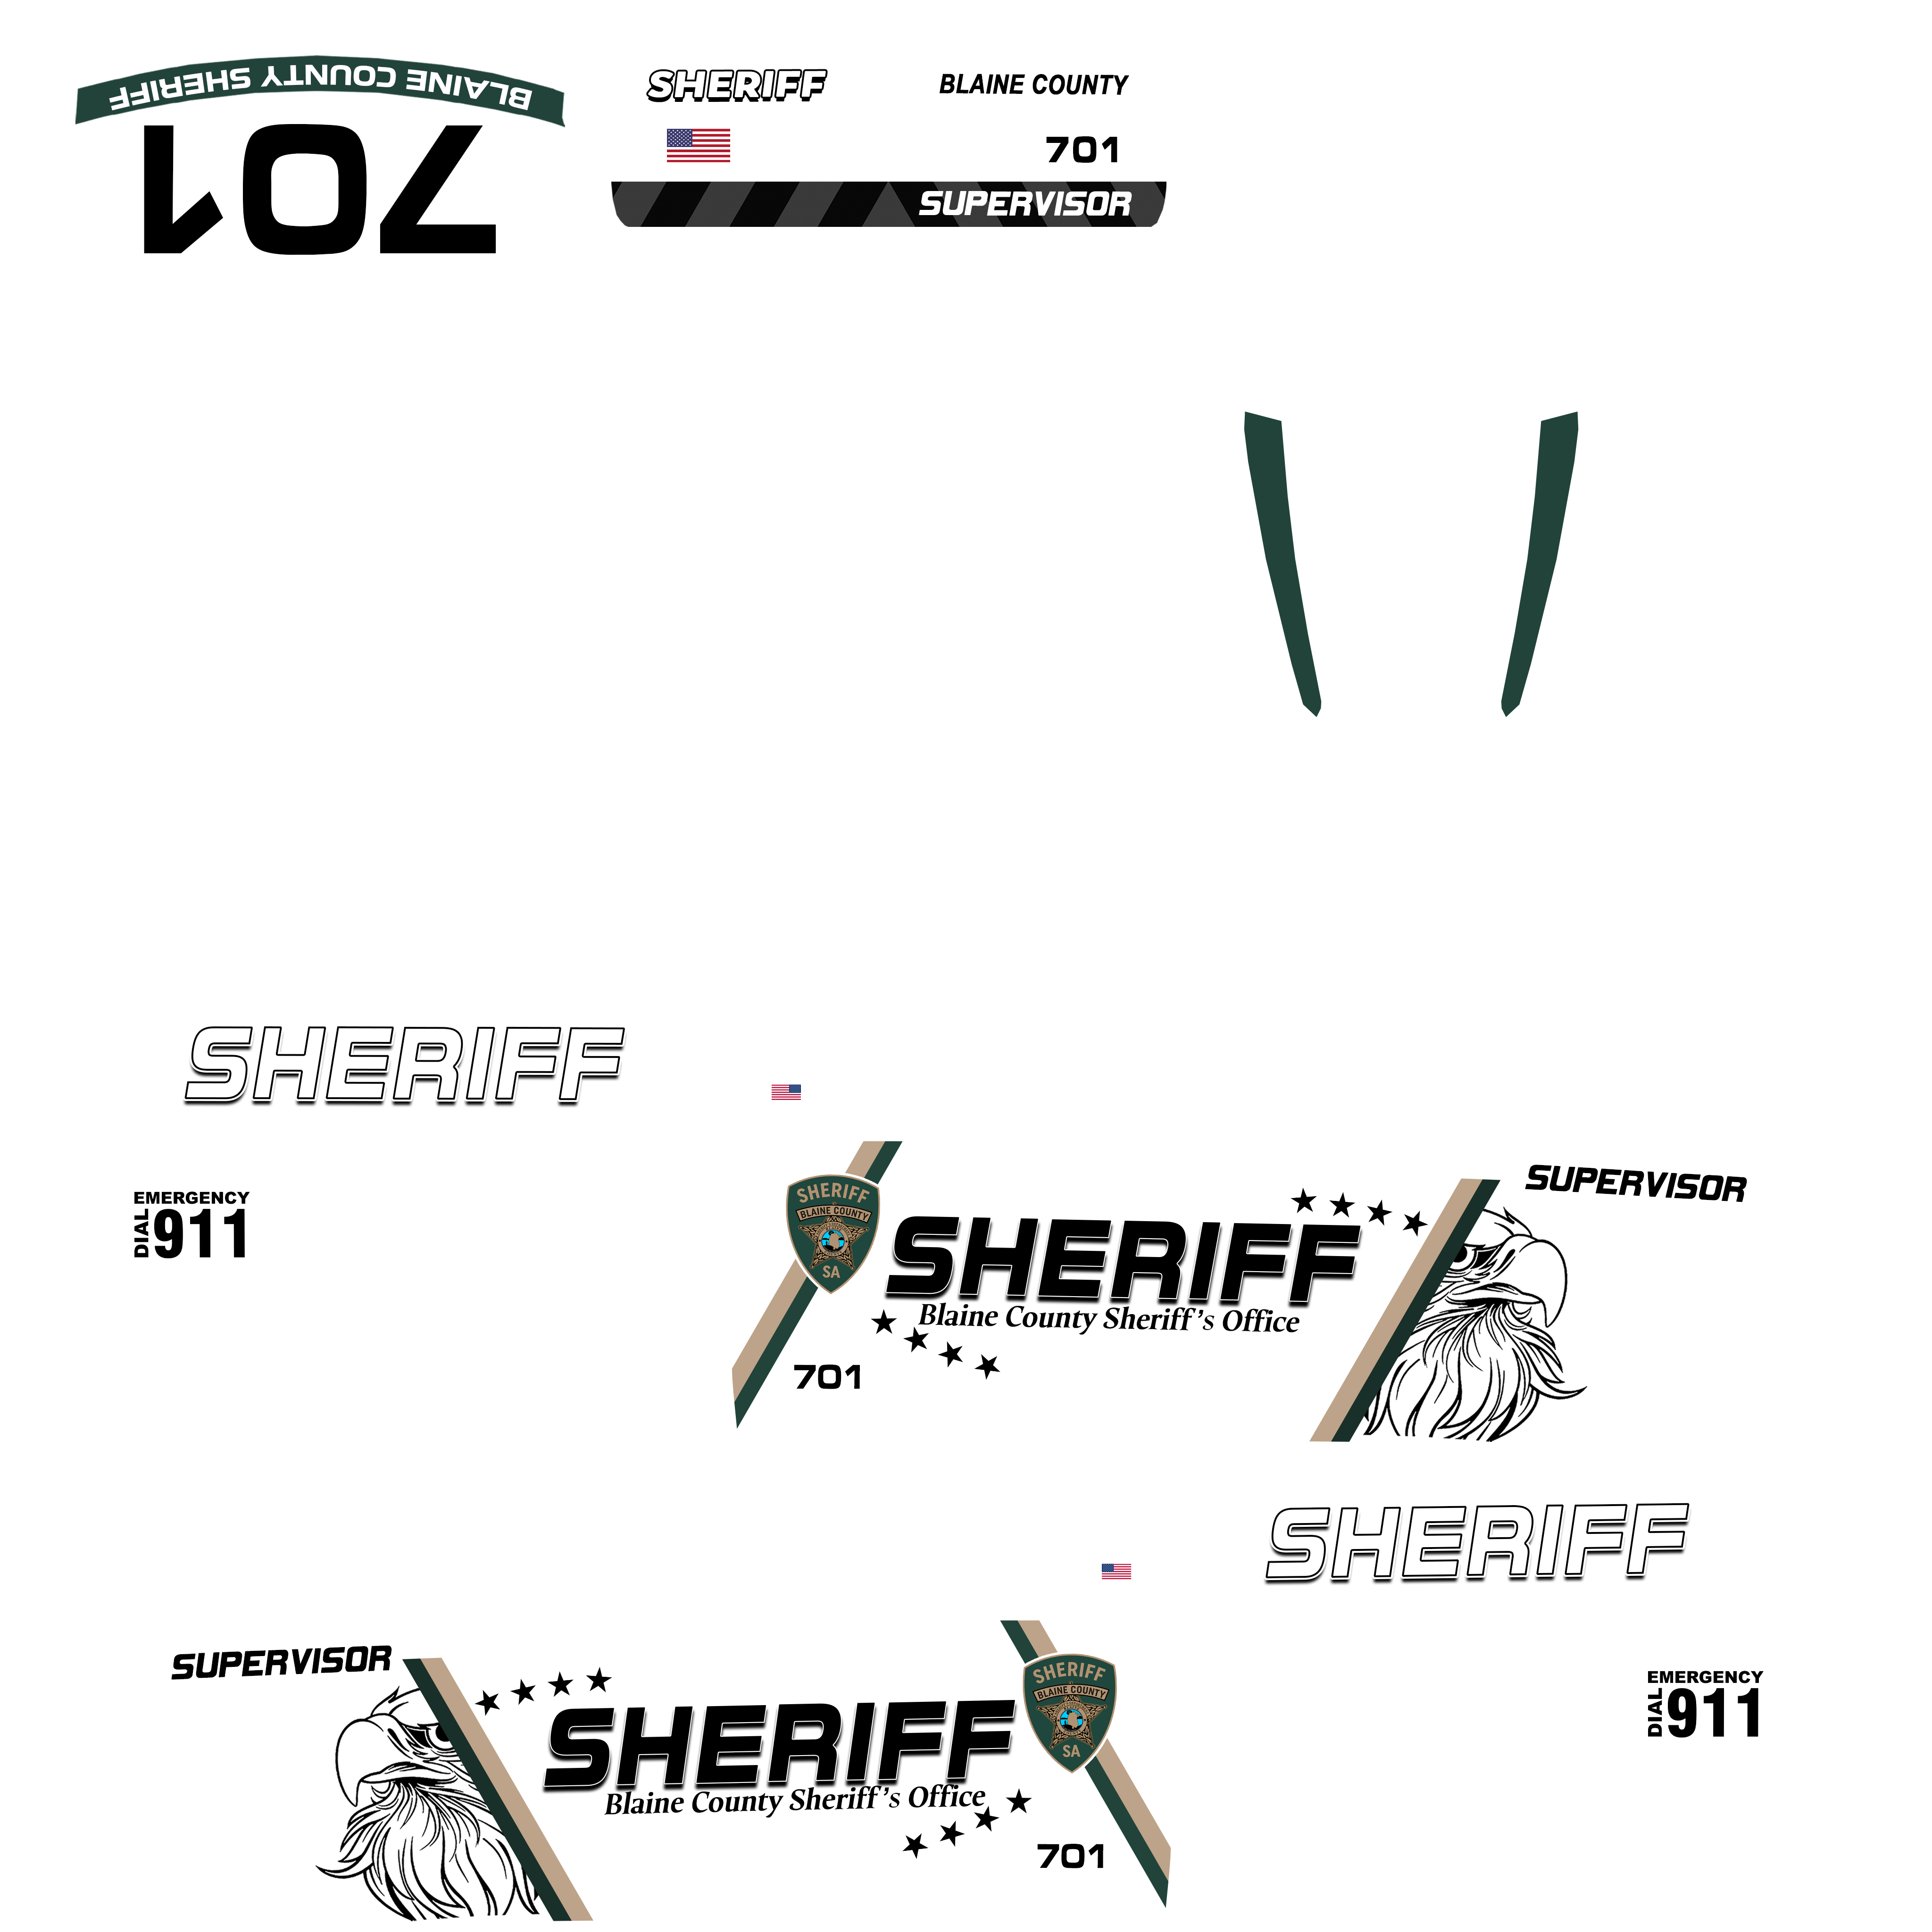 BLAINE COUNTY SHERIFF
701
SHERIFF
BLAINE COUNTY
701
SUPERVISOR
SHERIFF
EMERGENCY
DIAL
911
SHERIFF
BLAINE COUNTY
SA
SHERIFF
Blaine County Sheriff's Office
701
SUPERVISOR
SHERIFF
SUPERVISOR
SHERIFF
Blaine County Sheriff's Office
SHERIFF
BLAINE COUNTY
SA
701
EMERGENCY
DIAL
911